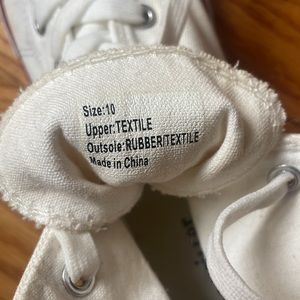 Size:10
Upper:TEXTILE
Outsole:RUBBER/TEXTILE
Made in China